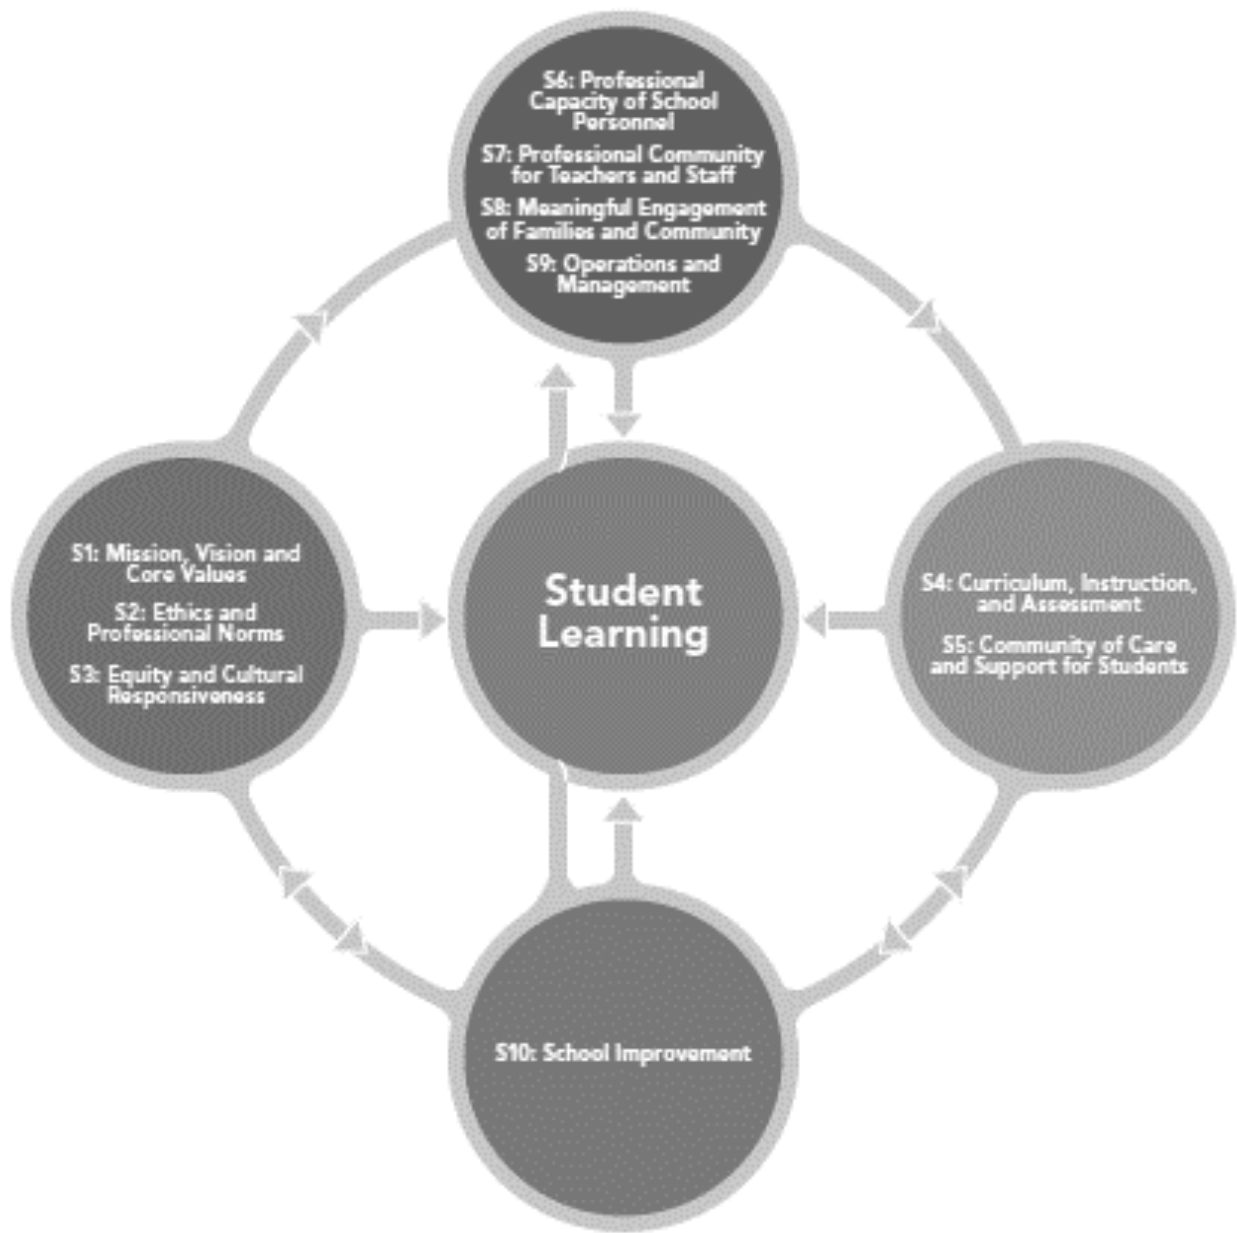 S6: Professional
Capacity of School
Personnel
S7: Professional Community
for Teachers and Staff
S8: Meaningful Engagement
of Families and Community
S9: Operations and
Management
S1: Mission, Vision and
Core Values
S2: Ethics and
Professional Norms
S3: Equity and Cultural
Responsiveness
Student
Learning
S4: Curriculum, Instruction,
and Assessment
S5: Community of Care
and Support for Students
S10: School Improvement